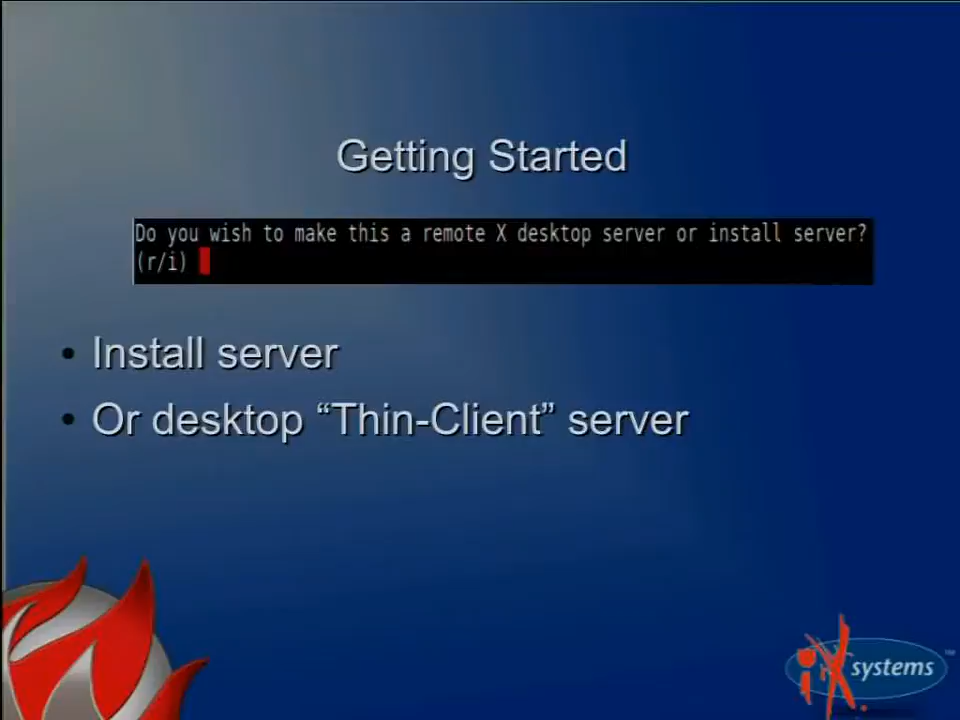 Getting Started
Do you wish to make this a remote X desktop server or install server?
(r/i)
• Install server
• Or desktop “Thin-Client” server
iXsystems™